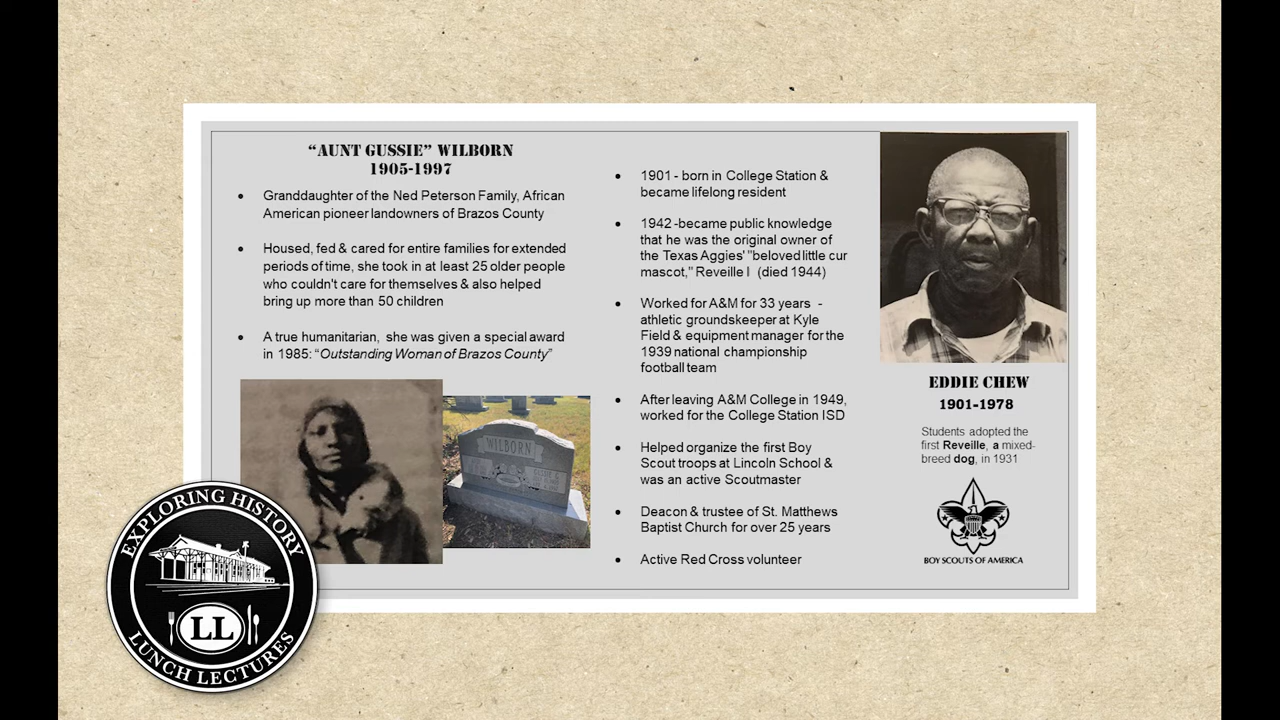 “AUNT GUSSIE” WILBORN
1905-1997
• Granddaughter of the Ned Peterson Family, African
American pioneer landowners of Brazos County
• Housed, fed & cared for entire families for extended
periods of time, she took in at least 25 older people
who couldn't care for themselves & also helped
bring up more than 50 children
• A true humanitarian, she was given a special award
in 1985: “Outstanding Woman of Brazos County”
WILBORN
• 1901 - born in College Station &
became lifelong resident
• 1942 -became public knowledge
that he was the original owner of
the Texas Aggies' "beloved little cur
mascot," Reveille I (died 1944)
• Worked for A&M for 33 years -
athletic groundskeeper at Kyle
Field & equipment manager for the
1939 national championship
football team
• After leaving A&M College in 1949,
worked for the College Station ISD
• Helped organize the first Boy
Scout troops at Lincoln School &
was an active Scoutmaster
• Deacon & trustee of St. Matthews
Baptist Church for over 25 years
• Active Red Cross volunteer
EDDIE CHEW
1901-1978
Students adopted the
first Reveille, a mixed-
breed dog, in 1931
BOY SCOUTS OF AMERICA
EXPLORING HISTORY
LL
LUNCH LECTURES